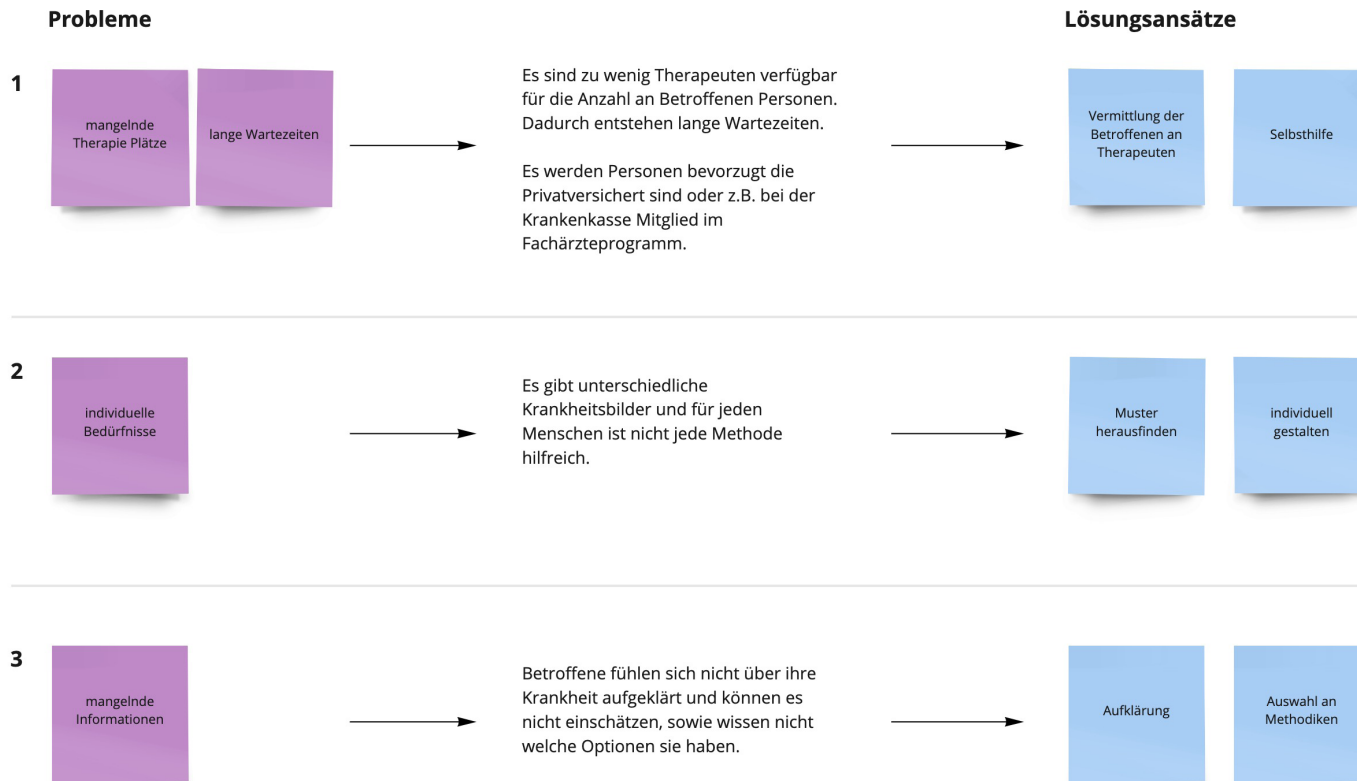 Probleme
Lösungsansätze
1
mangelnde
Therapie Plätze
lange Wartezeiten
Es sind zu wenig Therapeuten verfügbar
für die Anzahl an Betroffenen Personen.
Dadurch entstehen lange Wartezeiten.
Es werden Personen bevorzugt die
Privatversichert sind oder z.B. bei der
Krankenkasse Mitglied im
Fachärzteprogramm.
Vermittlung der
Betroffenen an
Therapeuten
Selbsthilfe
2
individuelle
Bedürfnisse
Es gibt unterschiedliche
Krankheitsbilder und für jeden
Menschen ist nicht jede Methode
hilfreich.
Muster
herausfinden
individuell
gestalten
3
mangelnde
Informationen
Betroffene fühlen sich nicht über ihre
Krankheit aufgeklärt und können es
nicht einschätzen, sowie wissen nicht
welche Optionen sie haben.
Aufklärung
Auswahl an
Methodiken